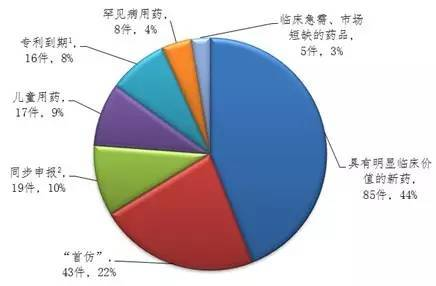 罕见病用药,
8件, 4%
临床急需、市场
短缺的药品
5件, 3%
专利到期¹,
16件, 8%
儿童用药,
17件, 9%
同步申报²,
19件, 10%
具有明显临床价
值的新药,
85件, 44%
“首仿”,
43件, 22%